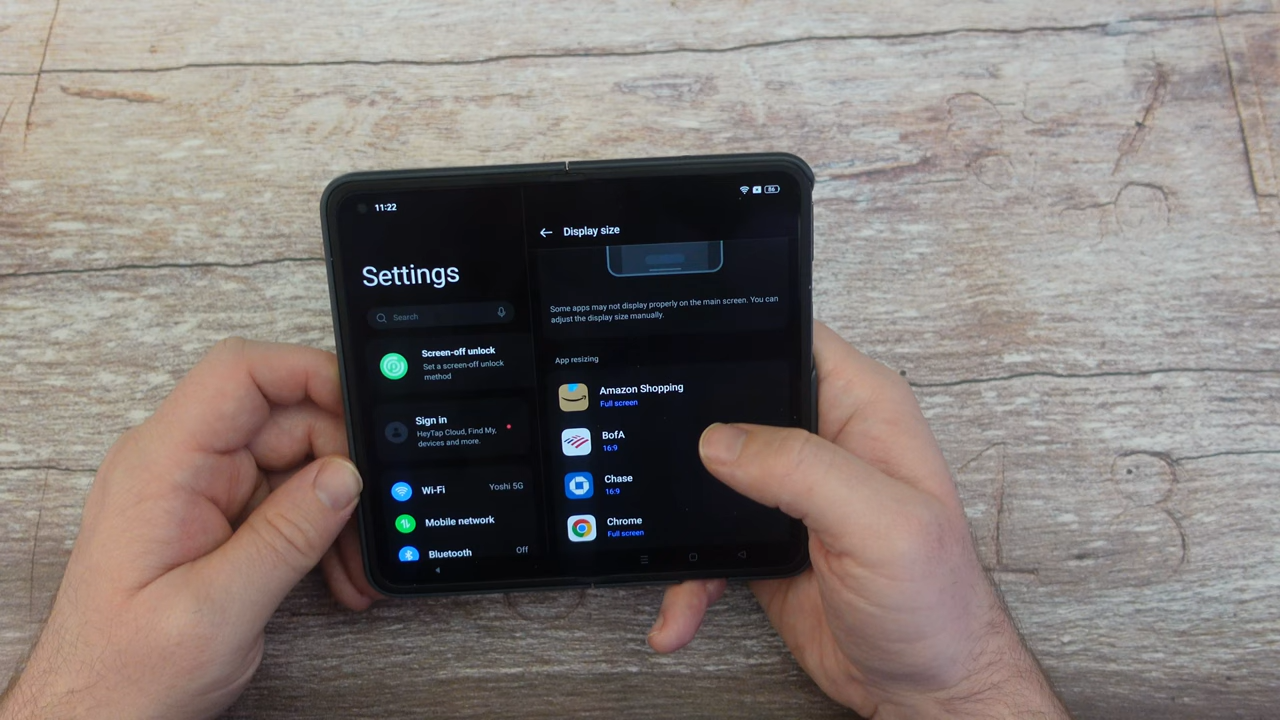 11:22
86
Settings
Search
Screen-off unlock
Set a screen-off unlock
method
Sign in
HeyTap Cloud, Find My,
devices and more.
Wi-Fi
Yoshi 5G
Mobile network
Bluetooth
Off
Display size
Some apps may not display properly on the main screen. You can
adjust the display size manually.
App resizing
Amazon Shopping
Full screen
BofA
16:9
Chase
16:9
Chrome
Full screen